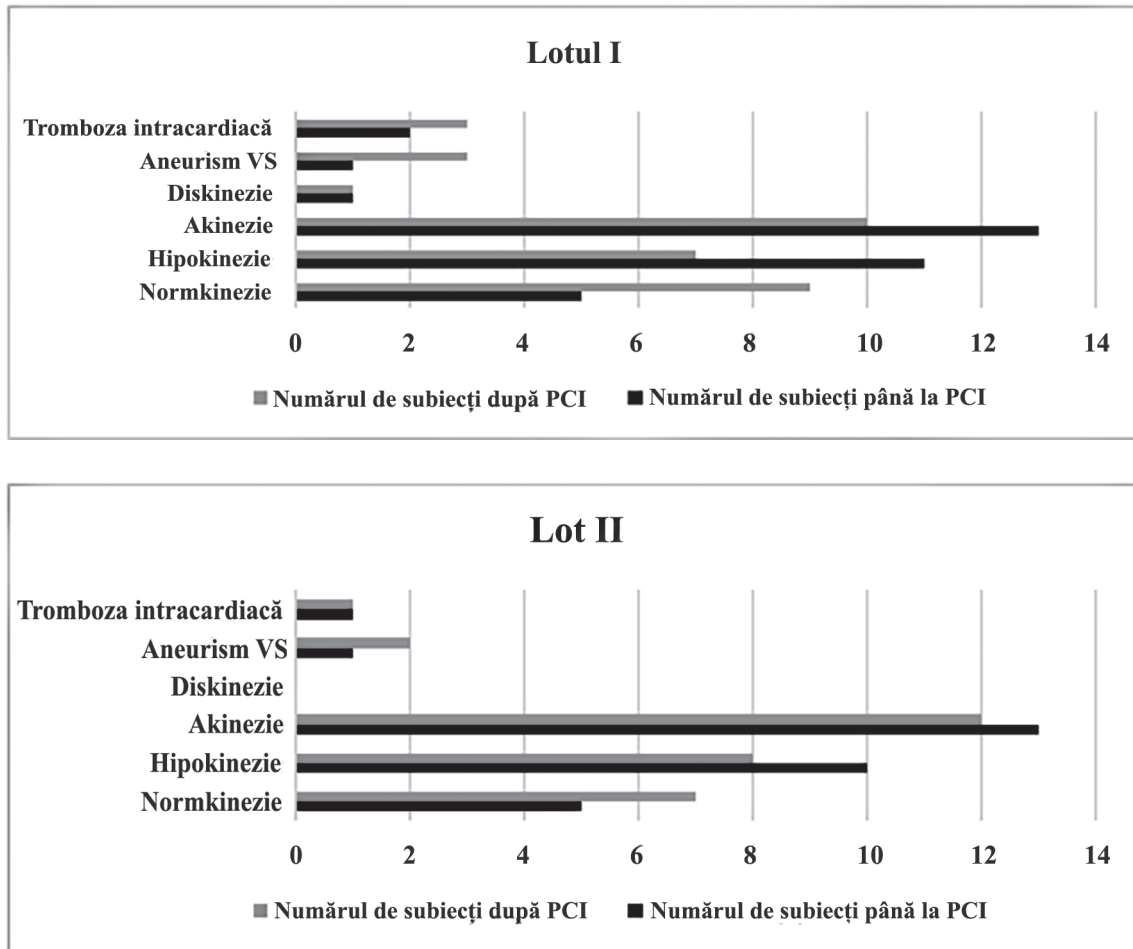 Lotul I
Tromboza intracardiacă
Aneurism VS
Diskinezie
Akinezie
Hipokinezie
Normkinezie
0 2 4 6 8 10 12 14
Numărul de subiecți după PCI Numărul de subiecți până la PCI
Lot II
Tromboza intracardiacă
Aneurism VS
Diskinezie
Akinezie
Hipokinezie
Normkinezie
0 2 4 6 8 10 12 14
Numărul de subiecți după PCI Numărul de subiecți până la PCI